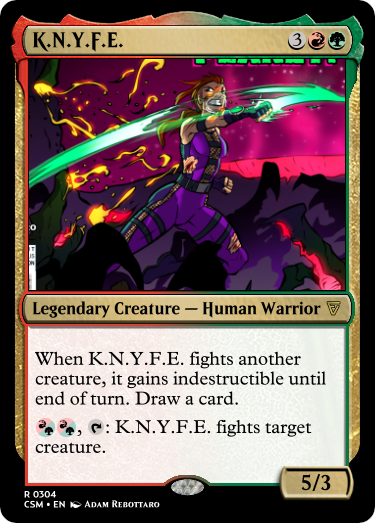 K.N.Y.F.E. 3
Legendary Creature — Human Warrior
When K.N.Y.F.E. fights another
creature, it gains indestructible until
end of turn. Draw a card.
, : K.N.Y.F.E. fights target
creature.
5/3
R 0304
CSM • EN Adam Rebottaro